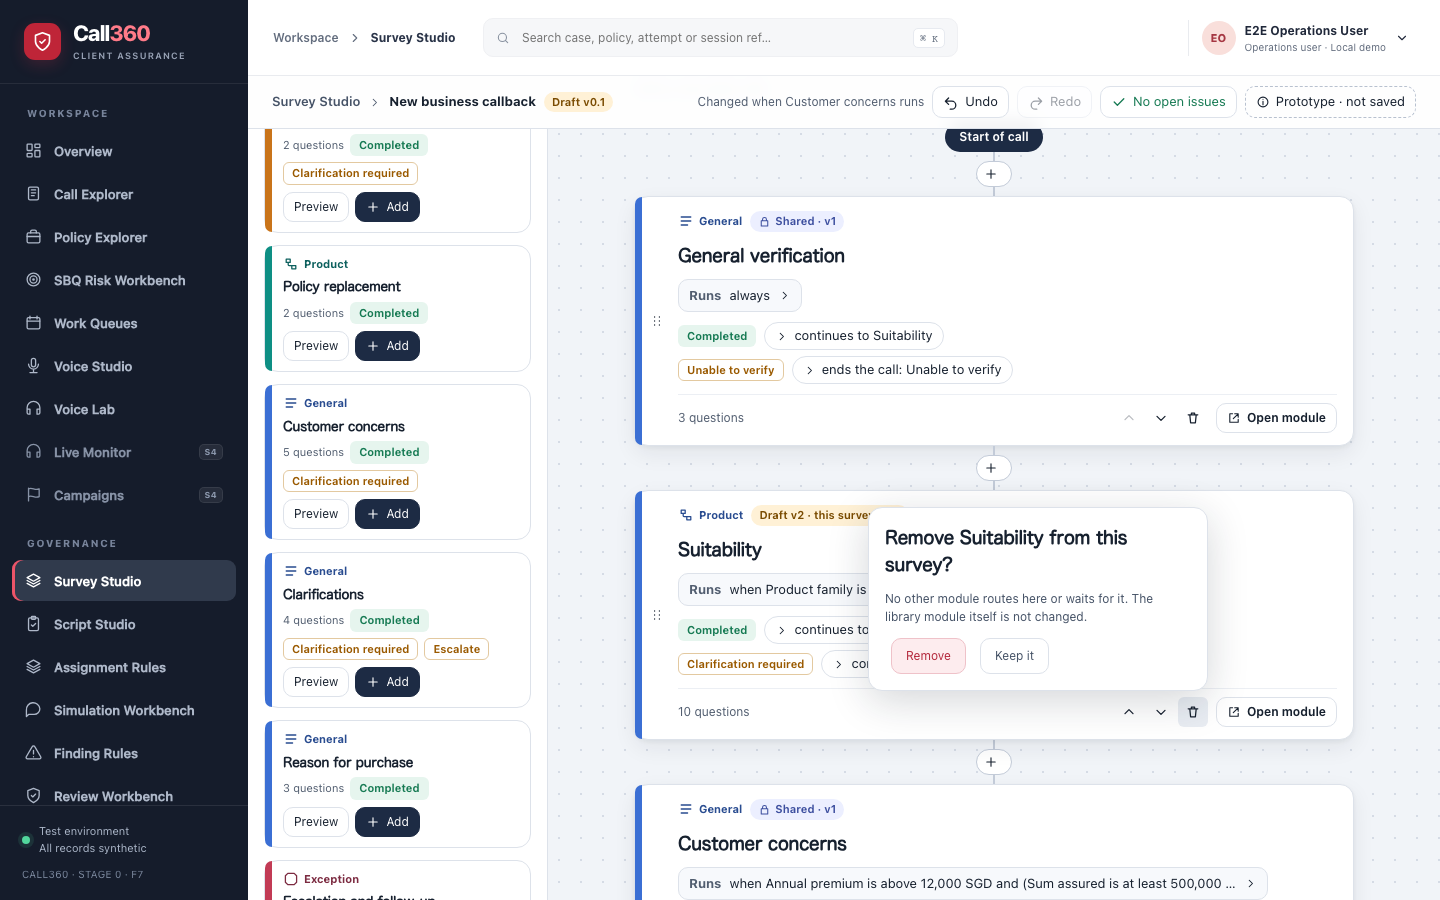 Call360
CLIENT ASSURANCE
WORKSPACE
Overview
Call Explorer
Policy Explorer
SBQ Risk Workbench
Work Queues
Voice Studio
Voice Lab
Live Monitor S4
Campaigns S4
GOVERNANCE
Survey Studio
Script Studio
Assignment Rules
Simulation Workbench
Finding Rules
Review Workbench
Test environment
All records synthetic
CALL360 · STAGE 0 · F7
Workspace > Survey Studio
Search case, policy, attempt or session ref...
⌘ K
EO
E2E Operations User
Operations user · Local demo
Survey Studio > New business callback Draft v0.1
Changed when Customer concerns runs
Undo
Redo
No open issues
Prototype · not saved
2 questions Completed
Clarification required
Preview + Add
Product
Policy replacement
2 questions Completed
Preview + Add
General
Customer concerns
5 questions Completed
Clarification required
Preview + Add
General
Clarifications
4 questions Completed
Clarification required Escalate
Preview + Add
General
Reason for purchase
3 questions Completed
Preview + Add
Exception
Start of call
+
General Shared · v1
General verification
Runs always >
Completed > continues to Suitability
Unable to verify > ends the call: Unable to verify
3 questions
Open module
+
Product Draft v2 · this surve
Suitability
Runs when Product family is
Completed > continues to
Clarification required >
10 questions
Open module
Remove Suitability from this
survey?
No other module routes here or waits for it. The
library module itself is not changed.
Remove Keep it
+
General Shared · v1
Customer concerns
Runs when Annual premium is above 12,000 SGD and (Sum assured is at least 500,000 ... >